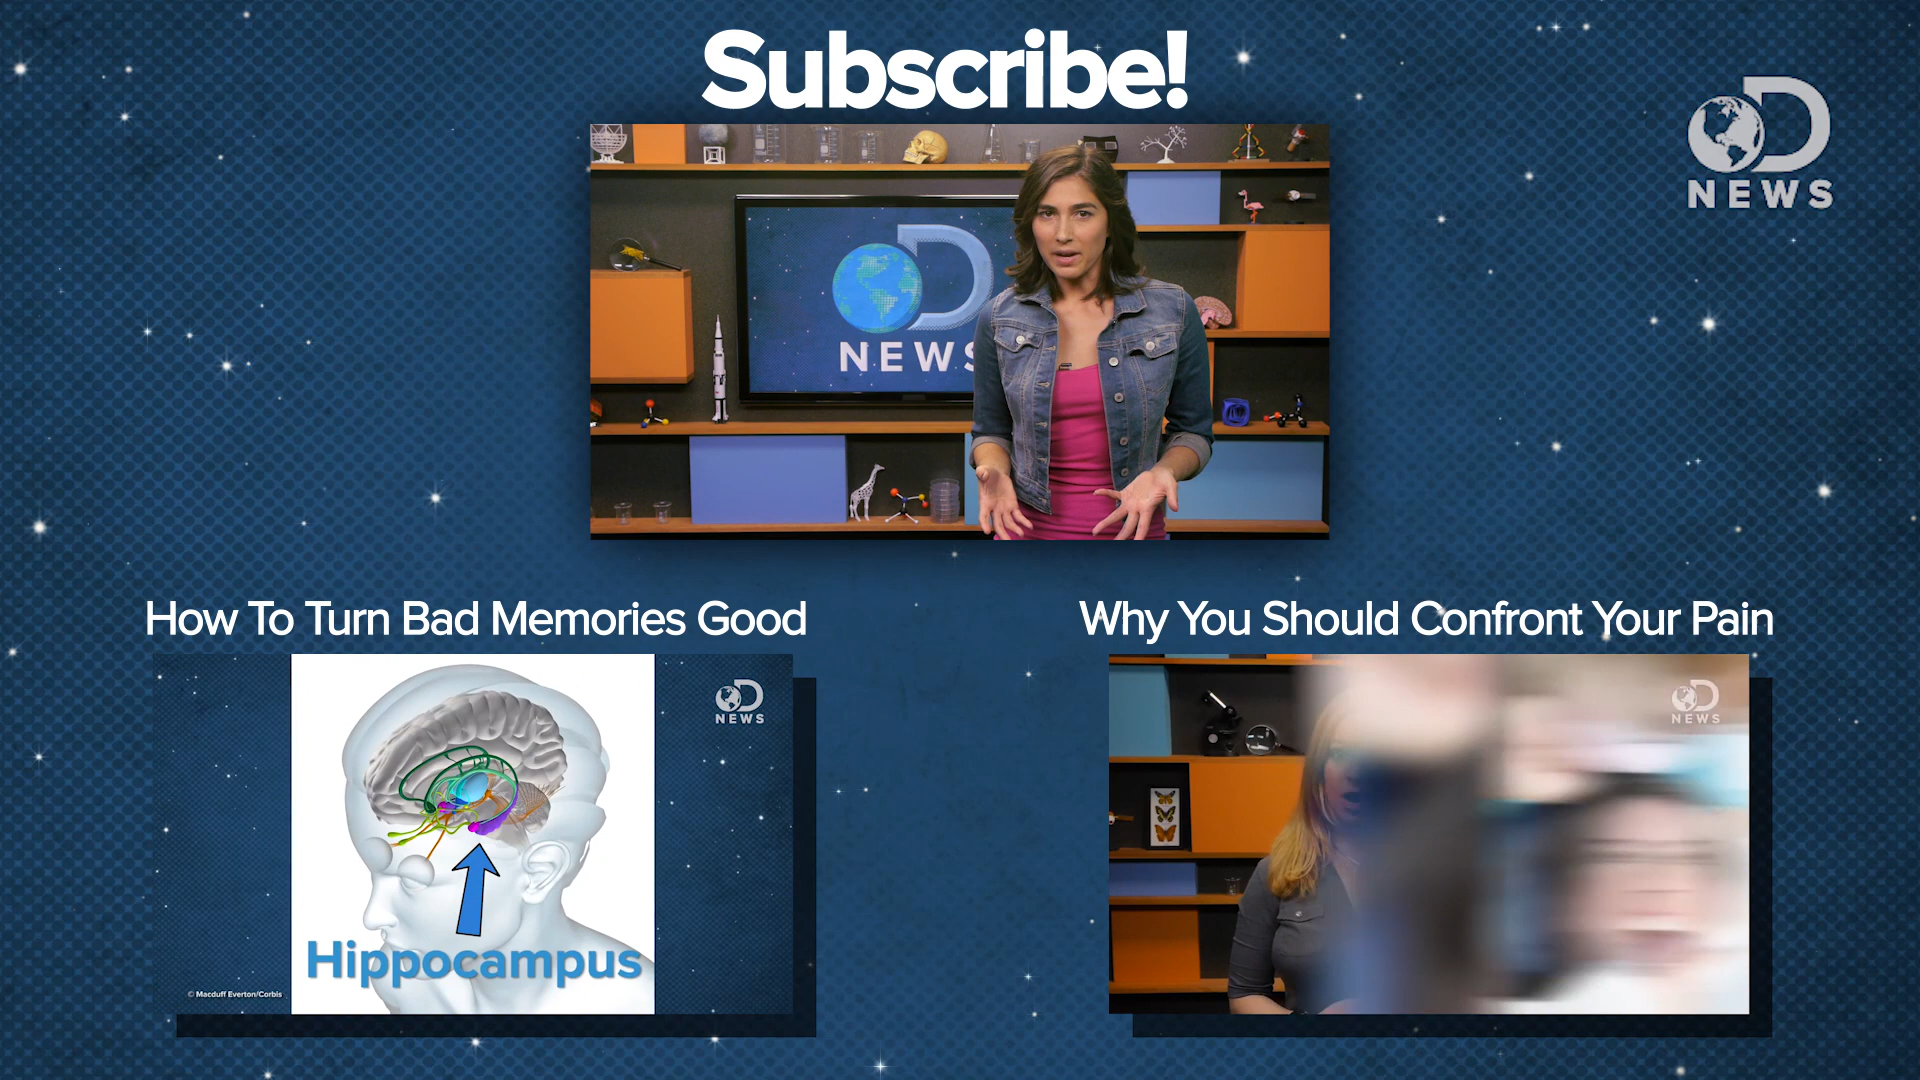 Subscribe!
NEWS
NEWS
How To Turn Bad Memories Good
Why You Should Confront Your Pain
NEWS
NEWS
Hippocampus
© Macduff Everton/Corbis